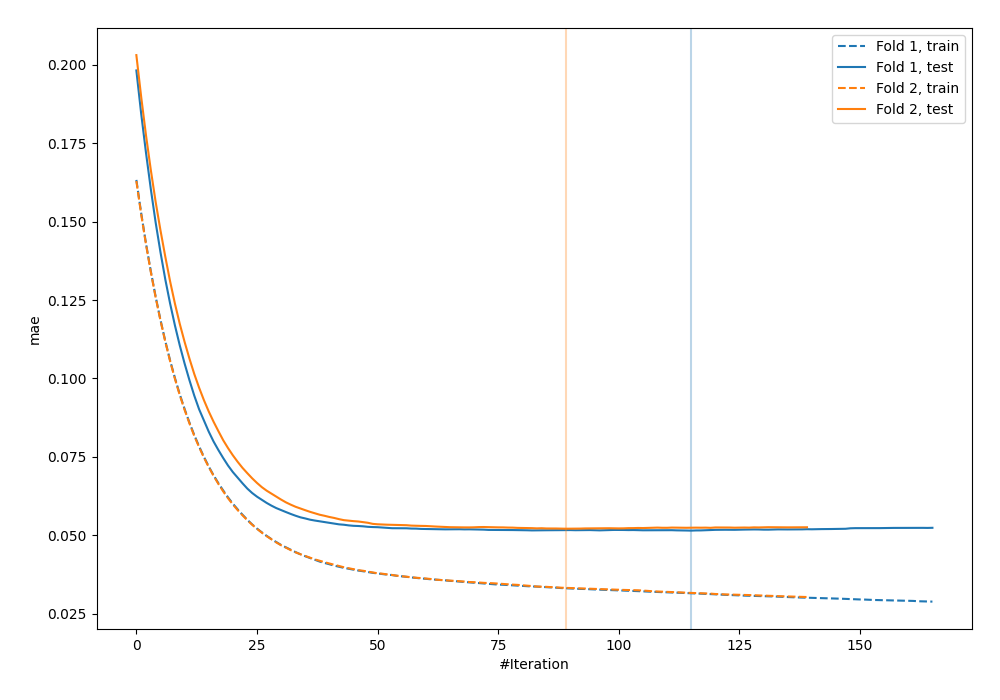 Fold 1, train
Fold 1, test
Fold 2, train
Fold 2, test
0.200
0.175
0.150
0.125
0.100
0.075
0.050
0.025
mae
0 25 50 75 100 125 150
#Iteration